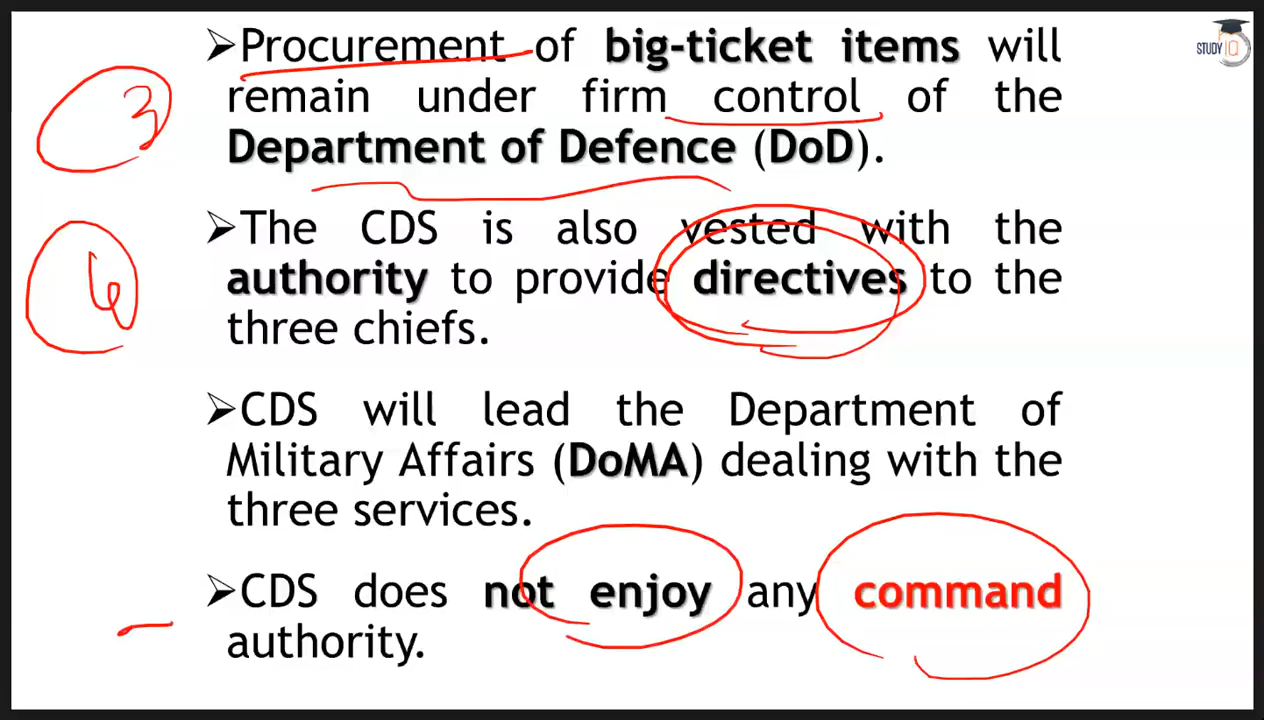 ➢Procurement of big-ticket items will
remain under firm control of the
Department of Defence (DoD).
➢The CDS is also vested with the
authority to provide directives to the
three chiefs.
➢CDS will lead the Department of
Military Affairs (DoMA) dealing with the
three services.
➢CDS does not enjoy any command
authority.
STUDY IQ
3